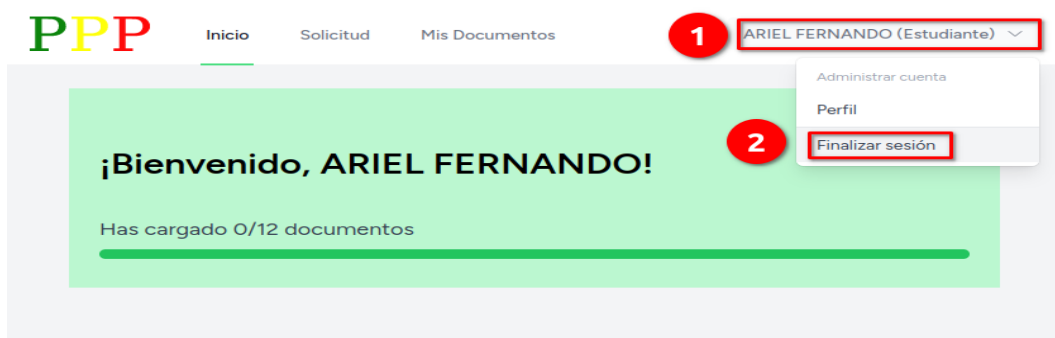 PPP Inicio Solicitud Mis Documentos 1 ARIEL FERNANDO (Estudiante)
Administrar cuenta
Perfil
2 Finalizar sesión
¡Bienvenido, ARIEL FERNANDO!
Has cargado 0/12 documentos